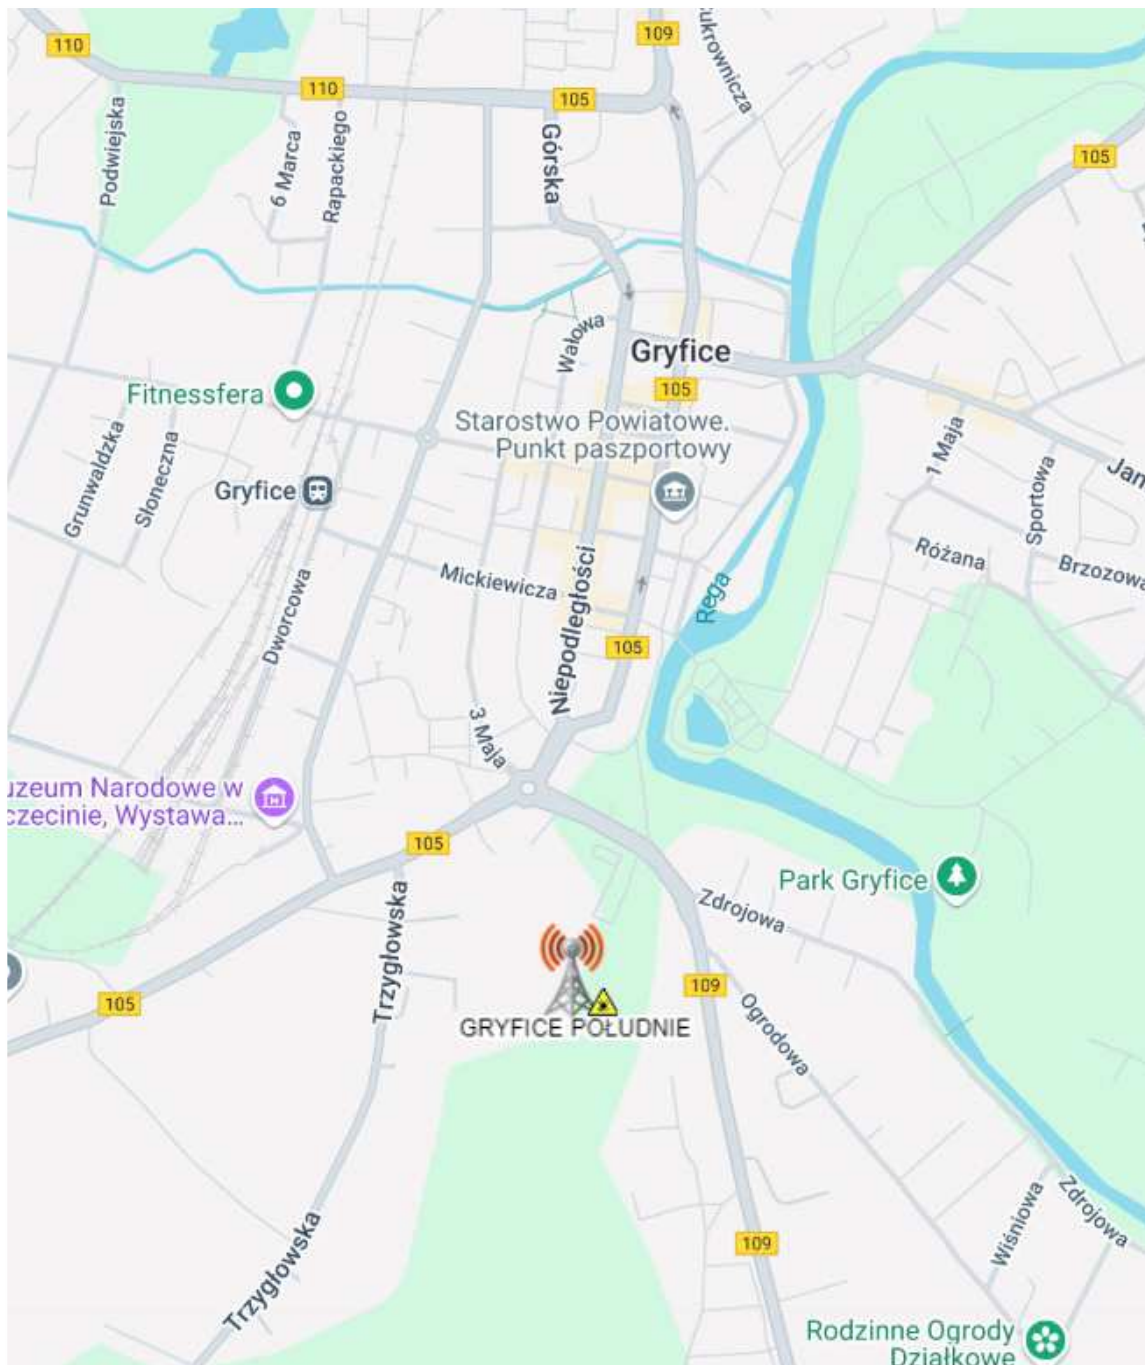 109
Cukrownicza
110
110
105
Podwiejska
6 Marca
Rapackiego
Górska
105
Wałowa
Gryfice
Fitnessfera
105
Starostwo Powiatowe.
Punkt paszportowy
Grunwaldzka
Słoneczna
1 Maja
Sportowa
Jan
Gryfice
Różana
Brzozowa
Mickiewicza
Niepodległości
Rega
Dworcowa
105
3 Maja
uzeum Narodowe w
czecinie, Wystawa...
105
Park Gryfice
Zdrojowa
Trzygłowska
109
105
Ogrodowa
GRYFICE POŁUDNIE
Wiśniowa
Zdrojowa
109
Trzygłowska
Rodzinne Ogrody
Działkowe